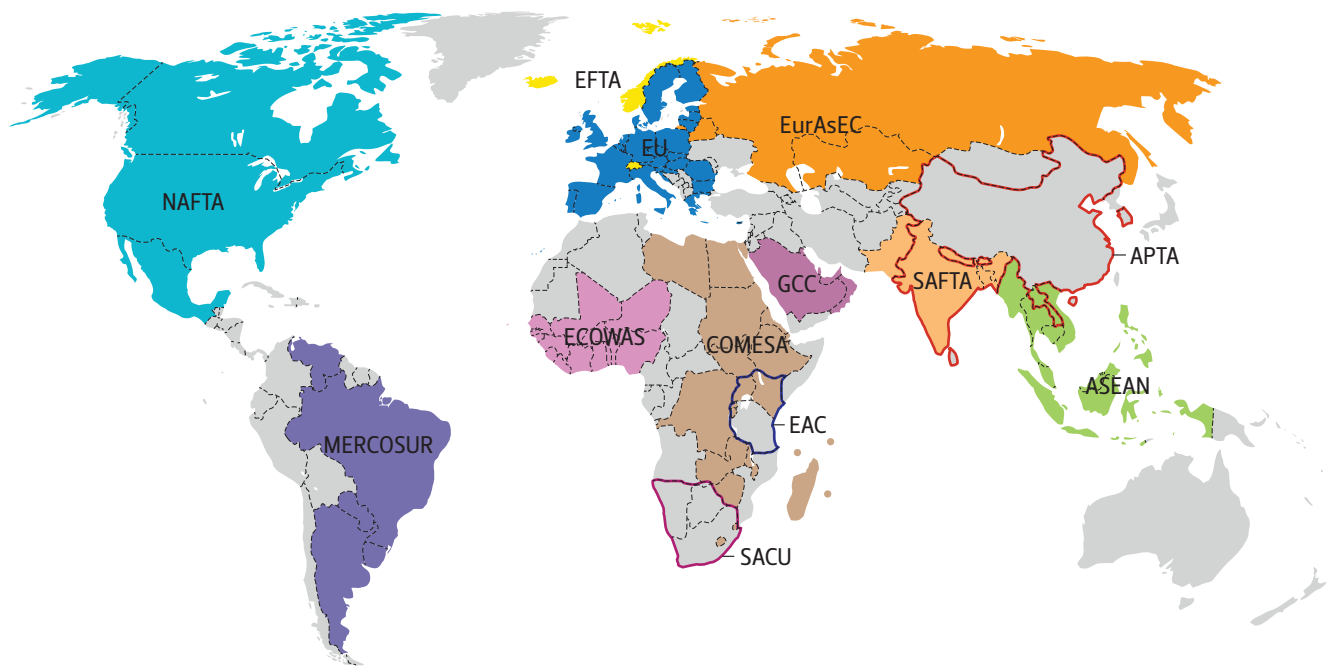 EFTA
EurAsEC
EU
NAFTA
APTA
GCC
SAFTA
ECOWAS
COMESA
ASEAN
EAC
MERCOSUR
SACU